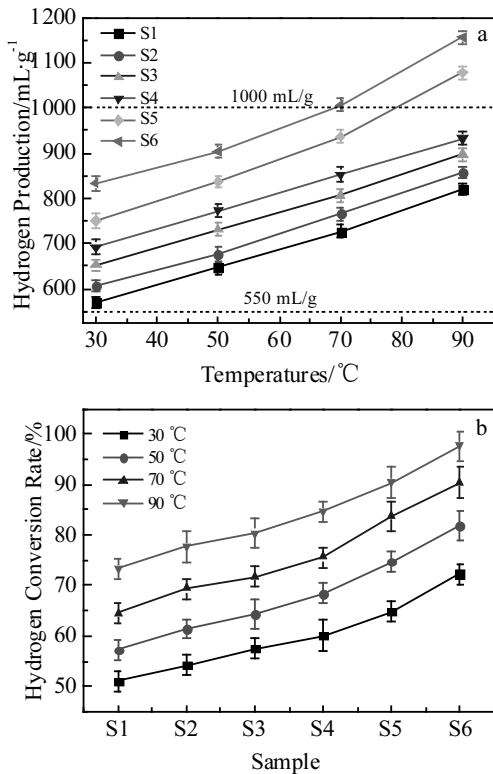 a
S1
S2
S3
S4
S5
S6
1000 mL/g
550 mL/g
Hydrogen Production/mL·g⁻¹
1200
1100
1000
900
800
700
600
30 40 50 60 70 80 90
Temperatures/℃
b
30 ℃
50 ℃
70 ℃
90 ℃
Hydrogen Conversion Rate/%
100
90
80
70
60
50
S1 S2 S3 S4 S5 S6
Sample